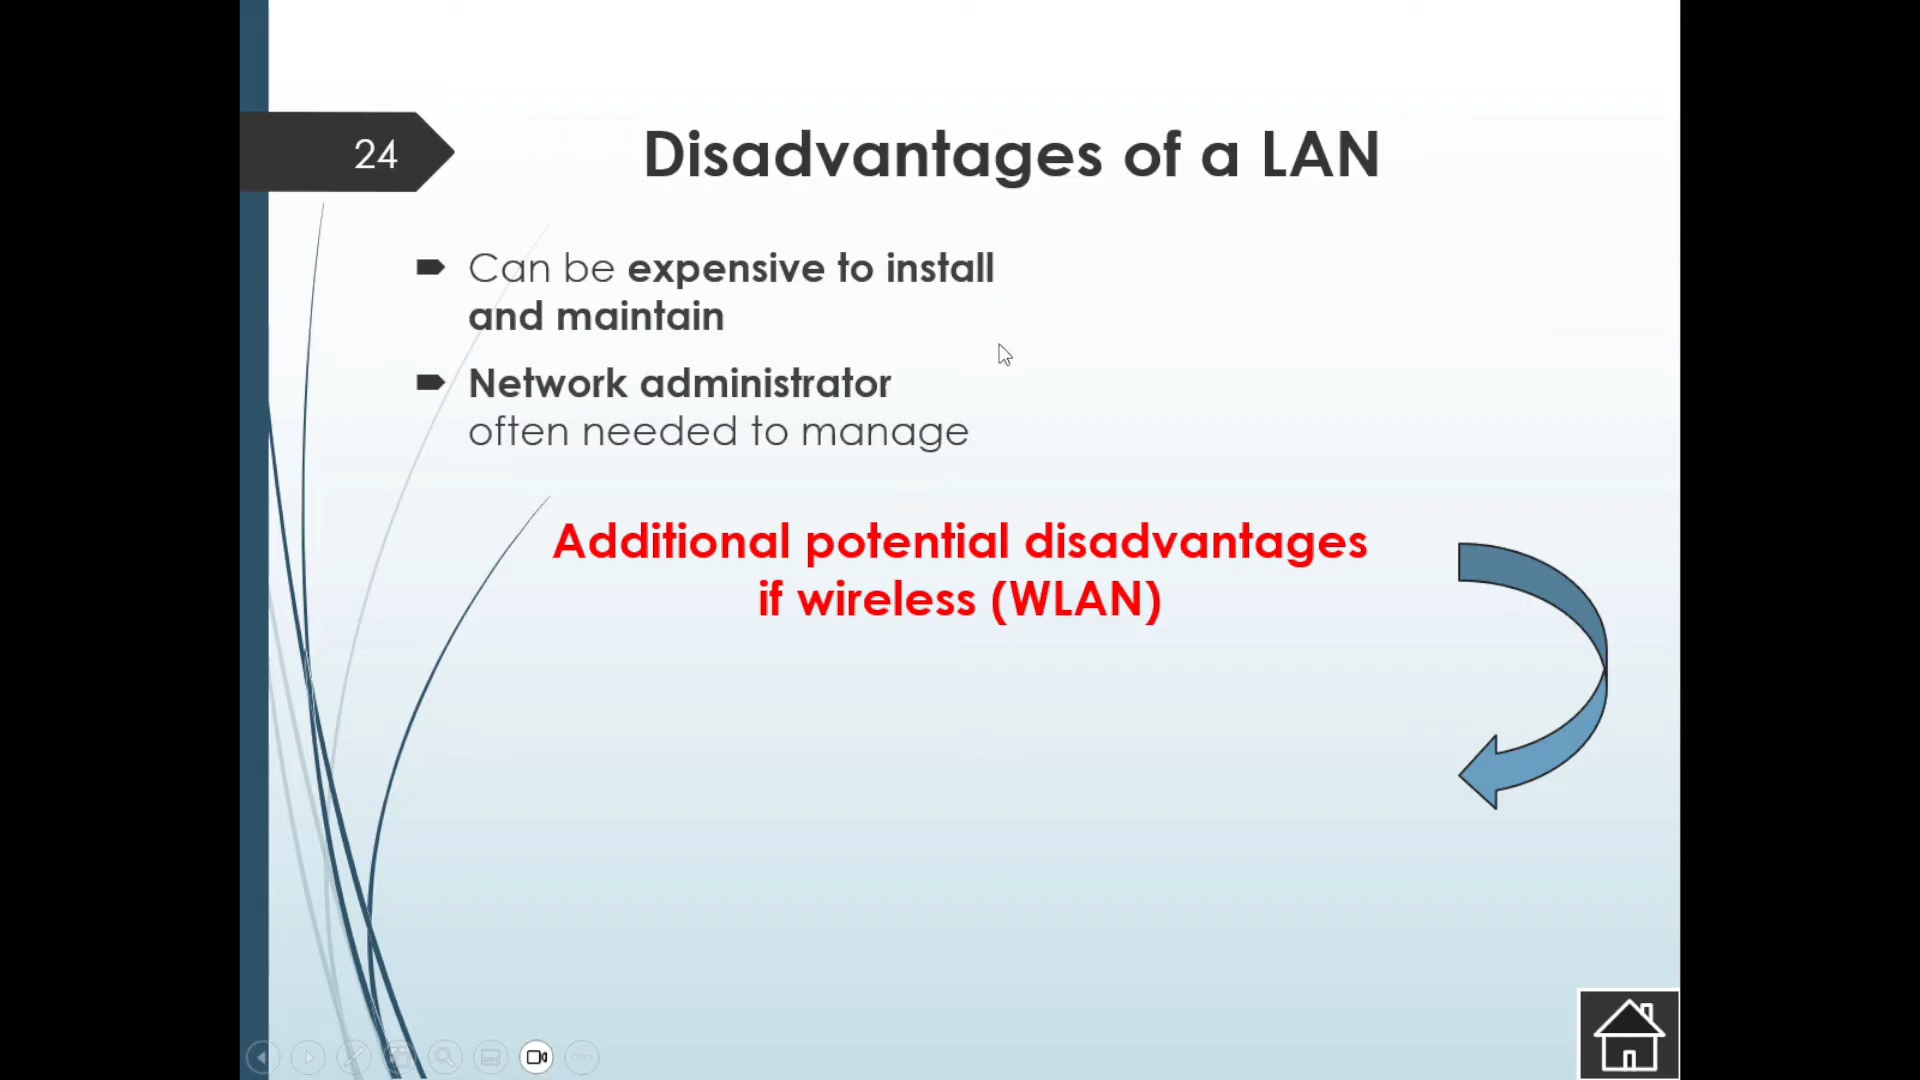 24
Disadvantages of a LAN
Can be expensive to install
and maintain
Network administrator
often needed to manage
Additional potential disadvantages
if wireless (WLAN)